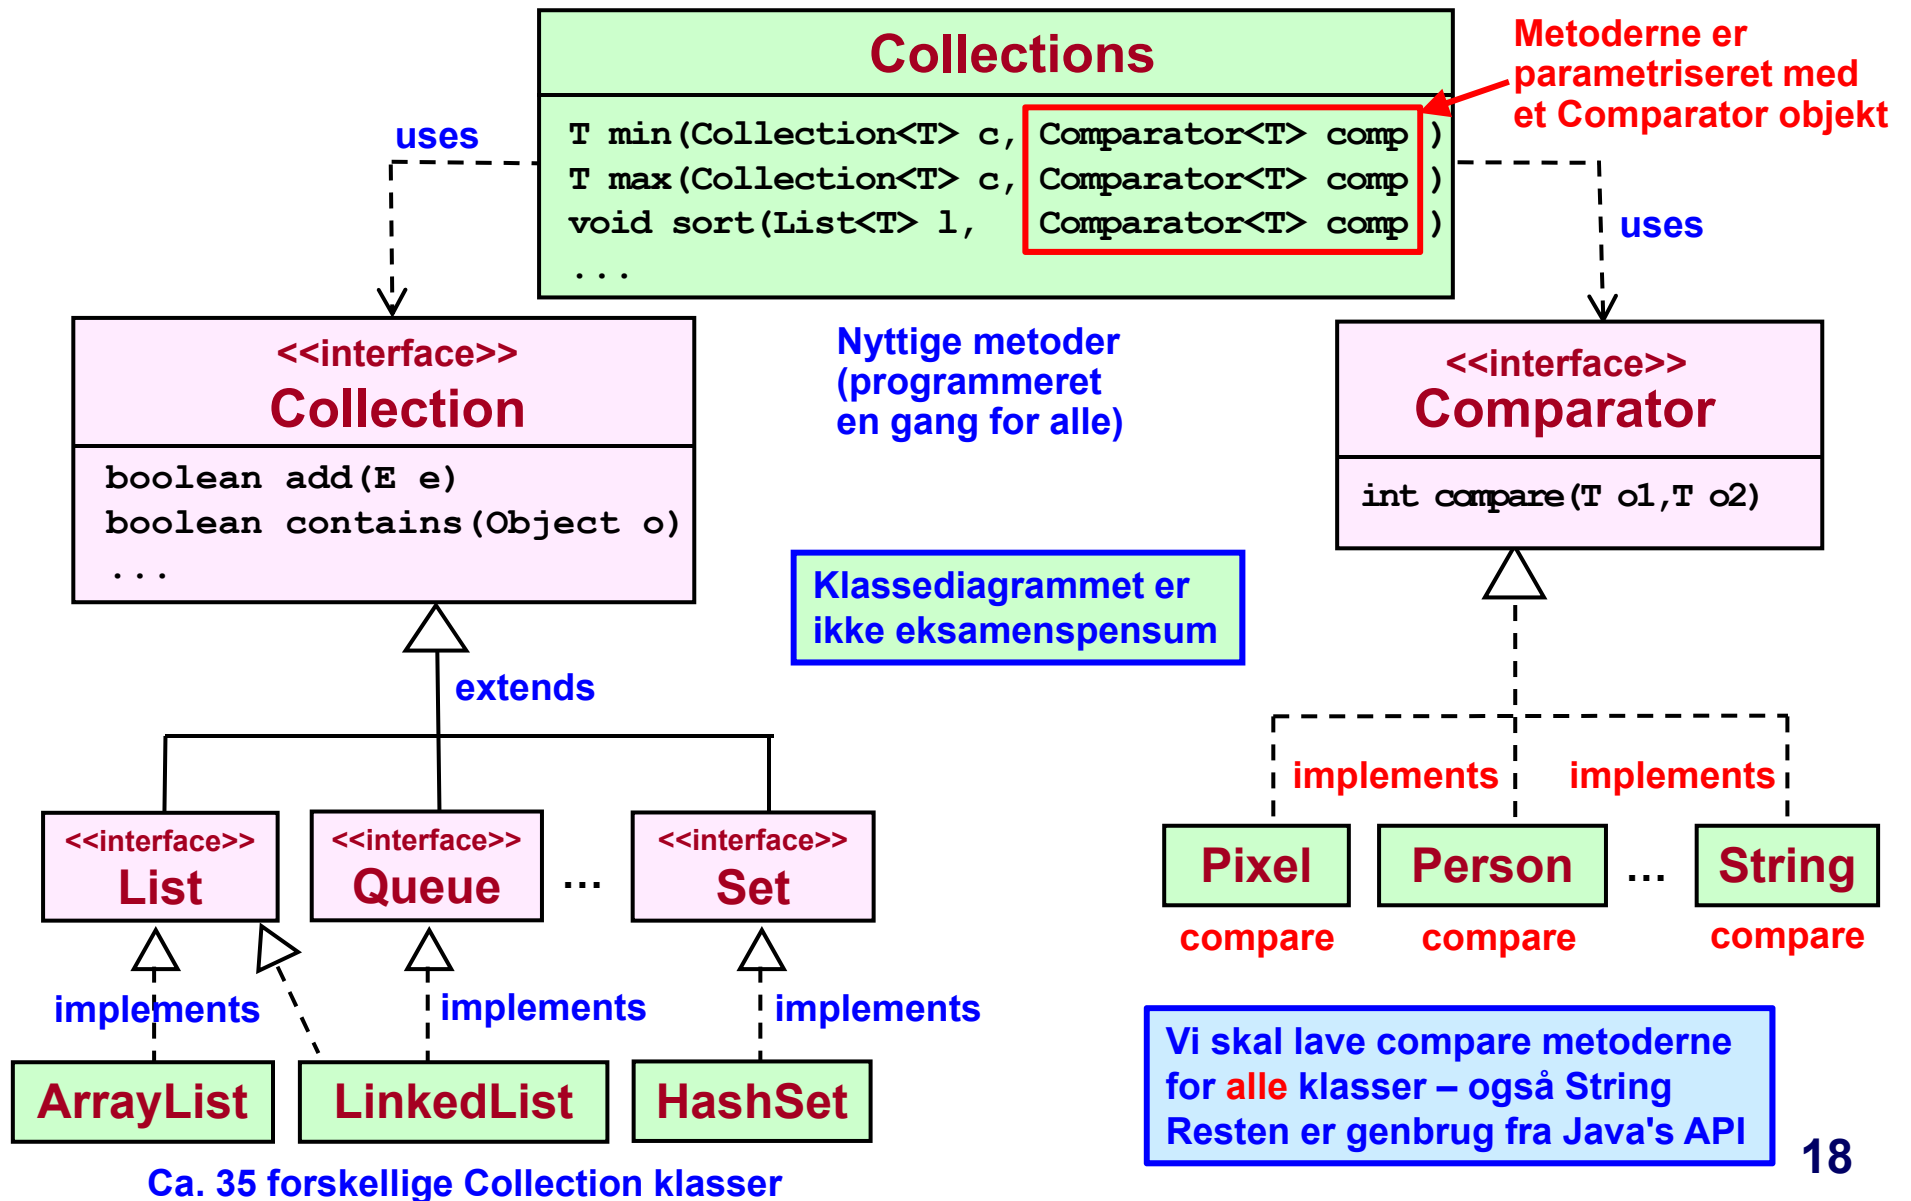 Collections
T min(Collection<T> c, Comparator<T> comp )
T max(Collection<T> c, Comparator<T> comp )
void sort(List<T> l, Comparator<T> comp )
...
Metoderne er
parametriseret med
et Comparator objekt
uses
uses
<<interface>>
Collection
boolean add(E e)
boolean contains(Object o)
...
Nyttige metoder
(programmeret
en gang for alle)
<<interface>>
Comparator
int compare(T o1,T o2)
Klassediagrammet er
ikke eksamenspensum
extends
implements
implements
<<interface>>
List
<<interface>>
Queue
...
<<interface>>
Set
Pixel
Person
...
String
compare
compare
compare
implements
implements
implements
ArrayList
LinkedList
HashSet
Ca. 35 forskellige Collection klasser
Vi skal lave compare metoderne
for alle klasser – også String
Resten er genbrug fra Java's API
18